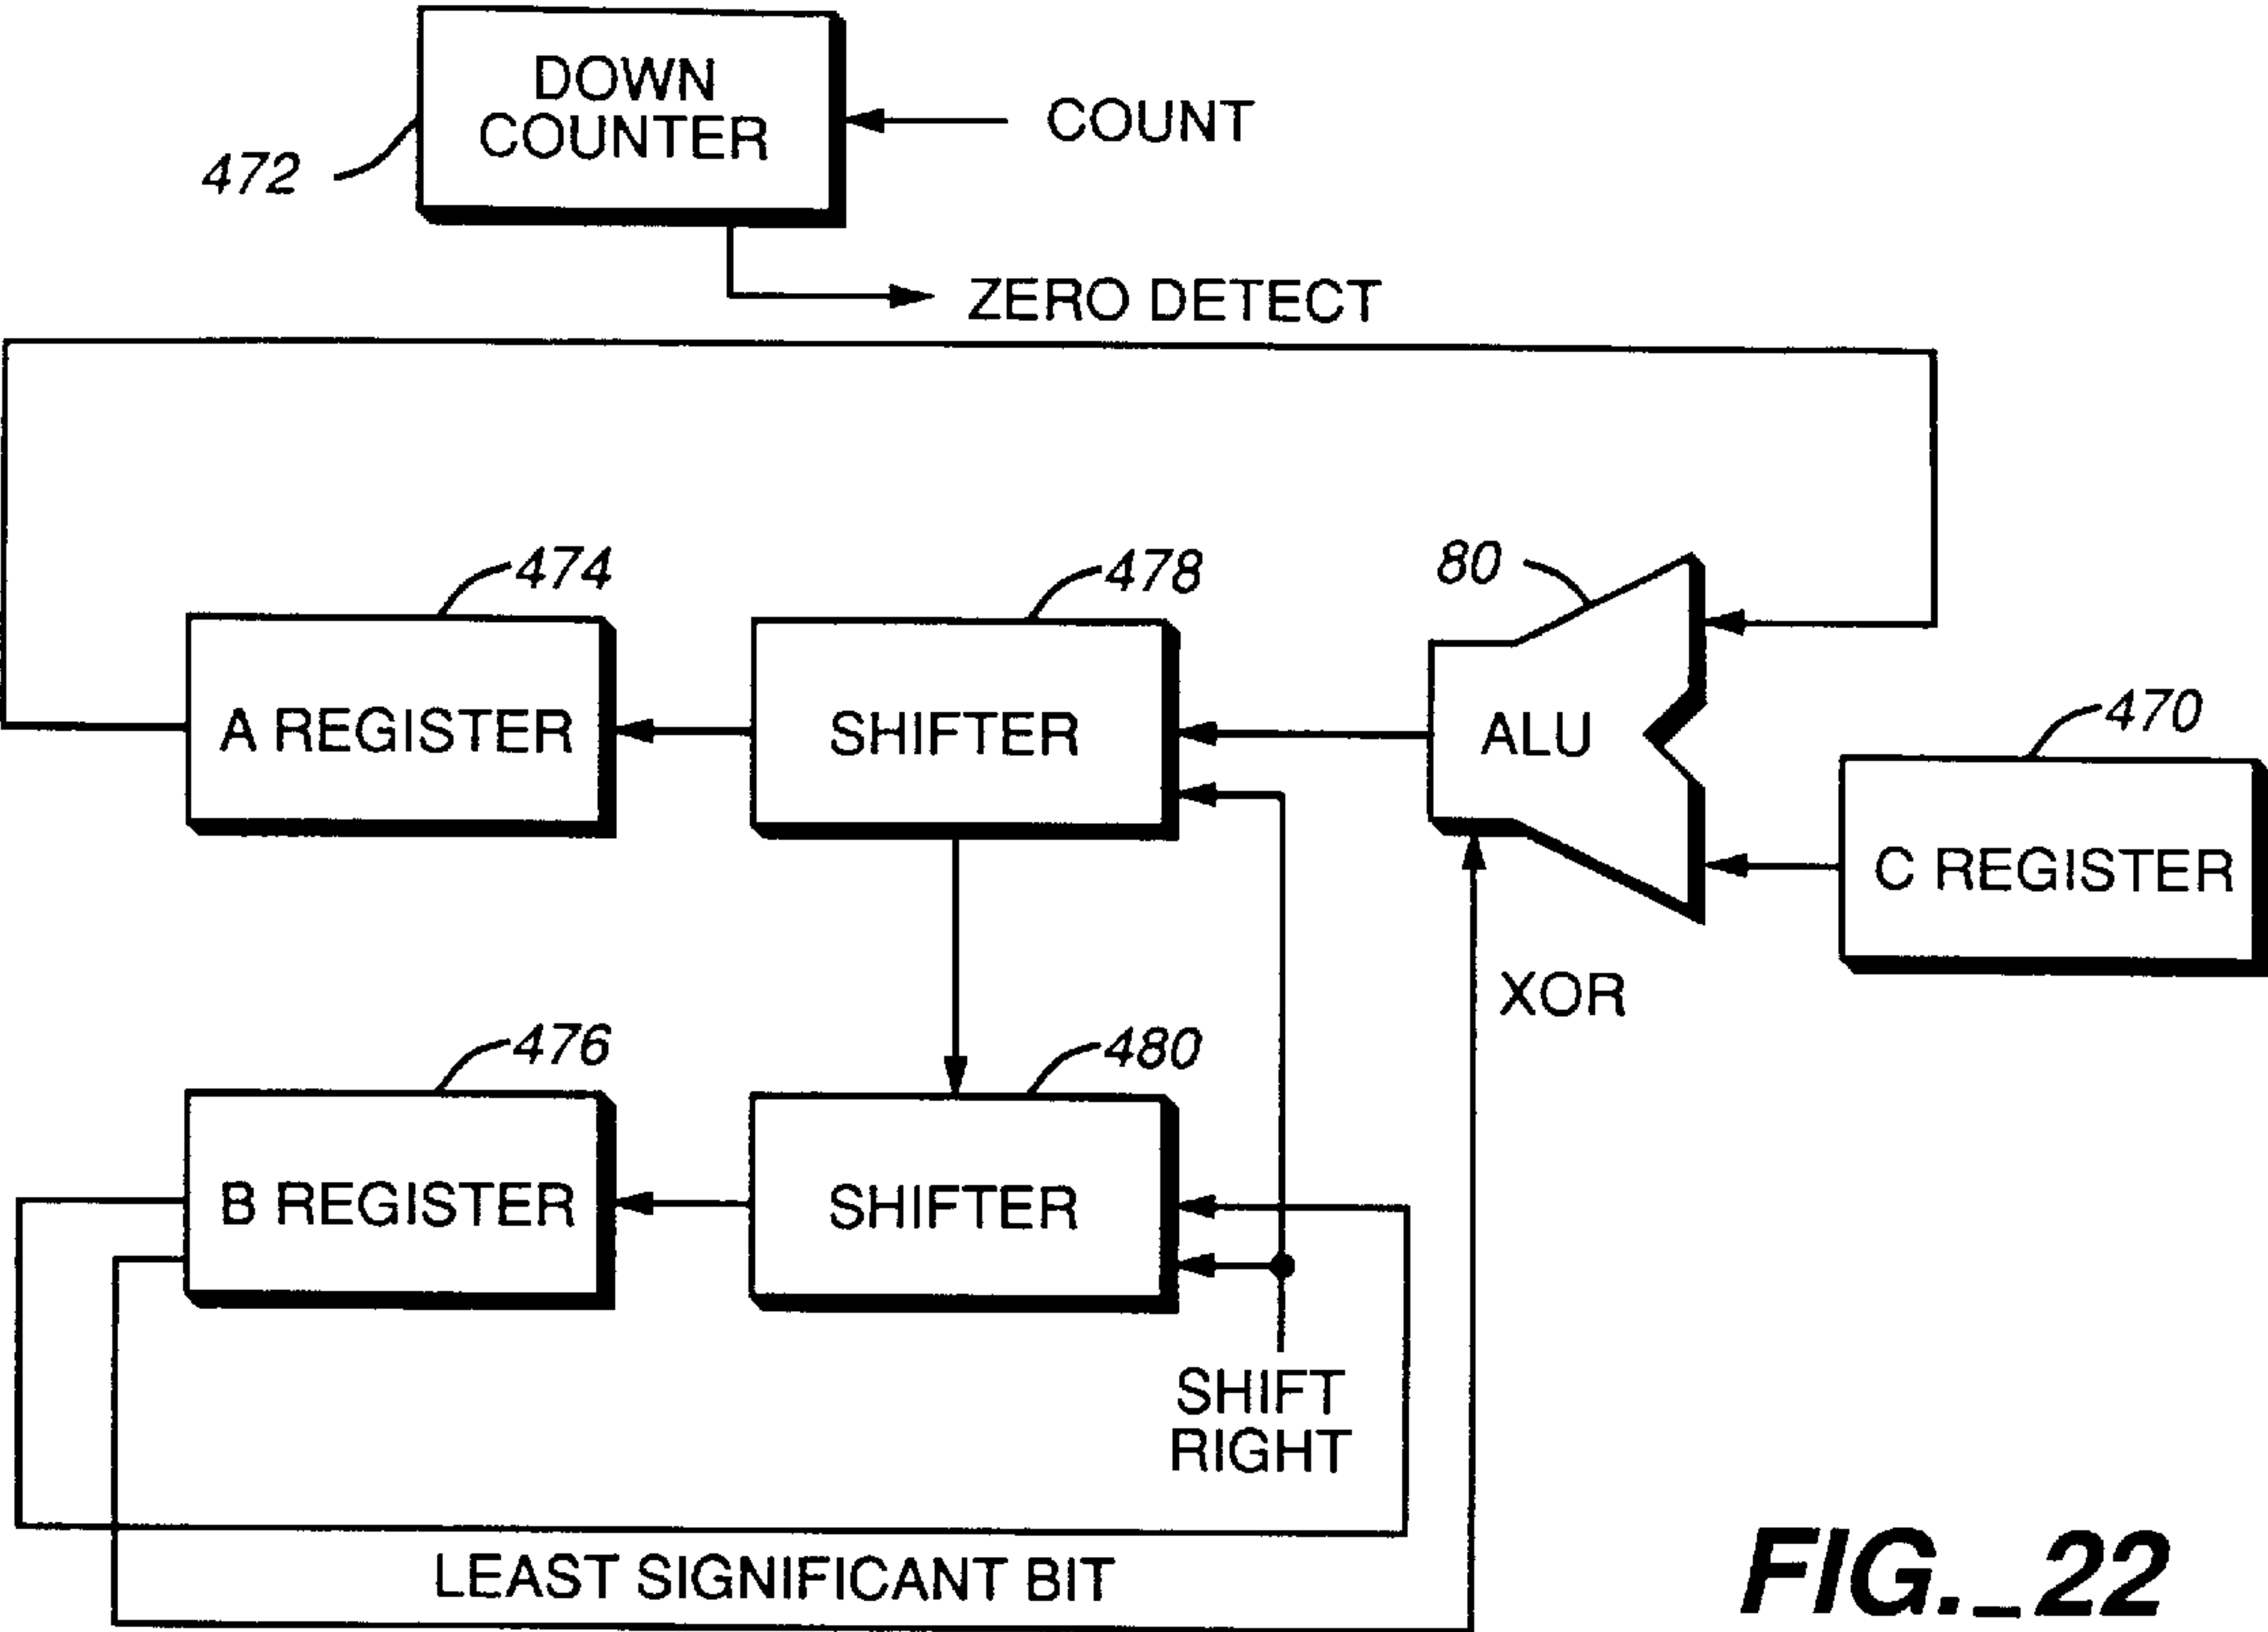 DOWN
COUNTER
COUNT
472
ZERO DETECT
474
478
80
A REGISTER
SHIFTER
ALU
470
C REGISTER
XOR
476
480
B REGISTER
SHIFTER
SHIFT
RIGHT
LEAST SIGNIFICANT BIT
FIG._22